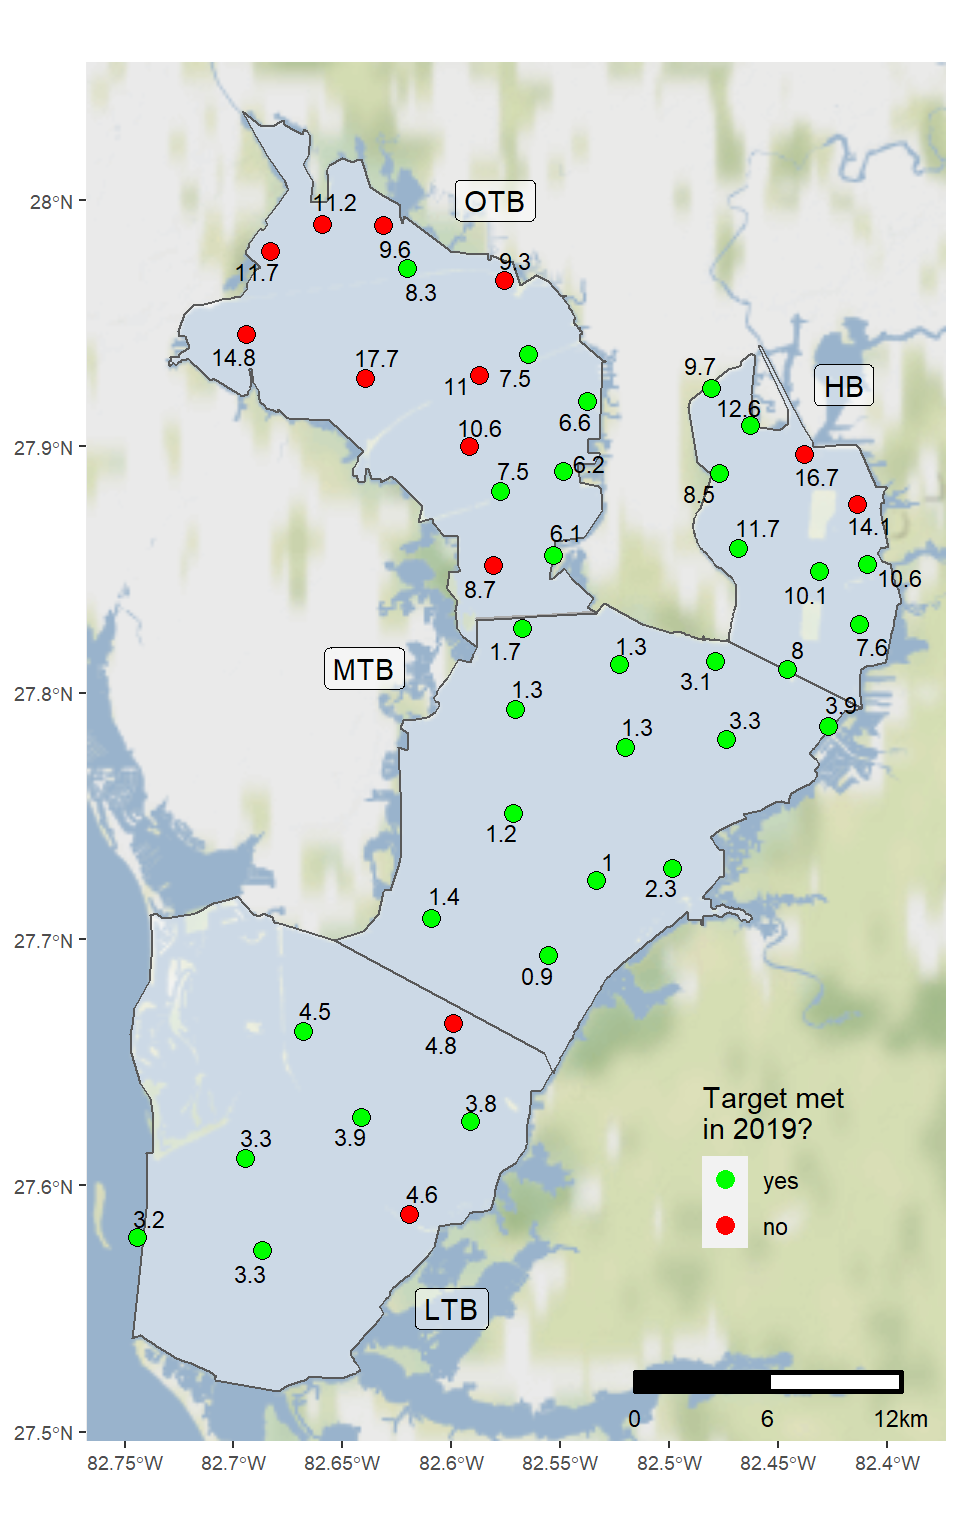 28°N
27.9°N
27.8°N
27.7°N
27.6°N
27.5°N
82.75°W
82.7°W
82.65°W
82.6°W
82.55°W
82.5°W
82.45°W
82.4°W
OTB
11.2
9.6
11.7
8.3
9.3
14.8
17.7
11
7.5
6.6
10.6
7.5
6.2
6.1
8.7
HB
9.7
12.6
16.7
8.5
14.1
11.7
10.1
10.6
7.6
8
MTB
1.7
1.3
3.1
3.9
1.3
1.3
3.3
1.2
1
2.3
1.4
0.9
LTB
4.5
4.8
3.8
3.9
3.3
4.6
3.2
3.3
Target met
in 2019?
yes
no
0
6
12km